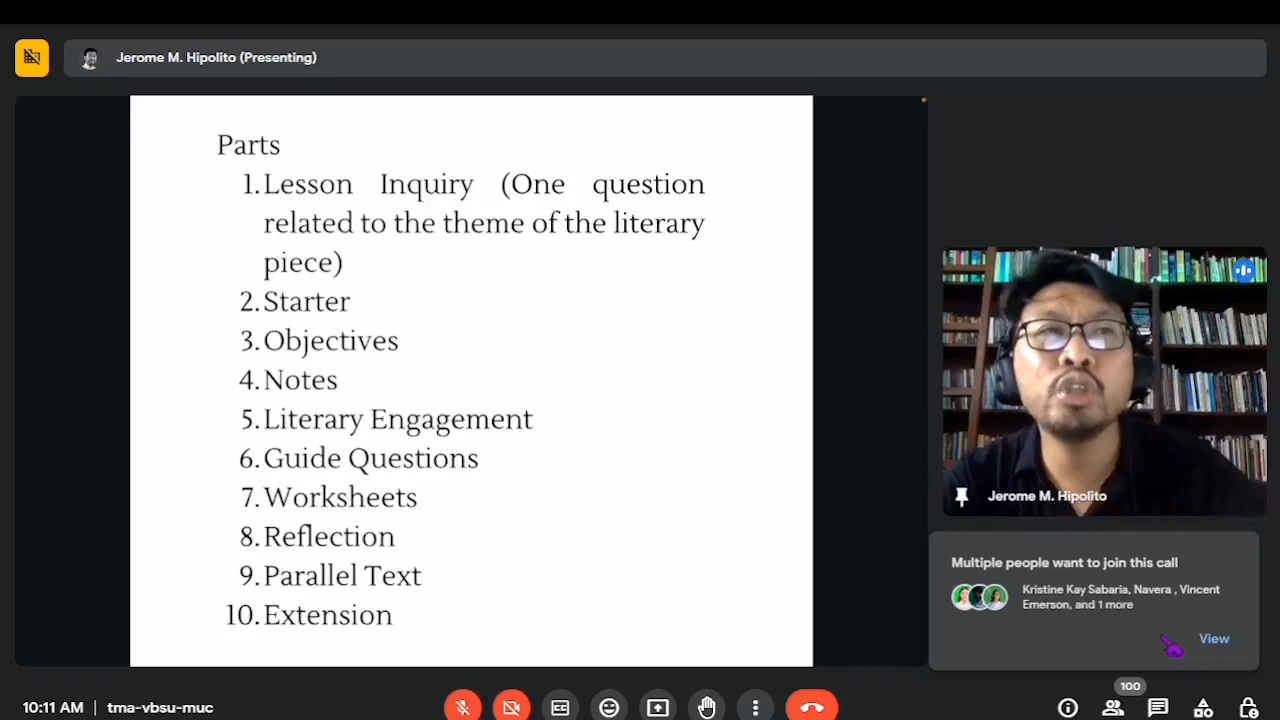 Jerome M. Hipolito (Presenting)
Parts
1. Lesson Inquiry (One question
related to the theme of the literary
piece)
2. Starter
3. Objectives
4. Notes
5. Literary Engagement
6. Guide Questions
7. Worksheets
8. Reflection
9. Parallel Text
10. Extension
Jerome M. Hipolito
Multiple people want to join this call
Kristine Kay Sabaria, Navera , Vincent
Emerson, and 1 more
View
100
10:11 AM | tma-vbsu-muc